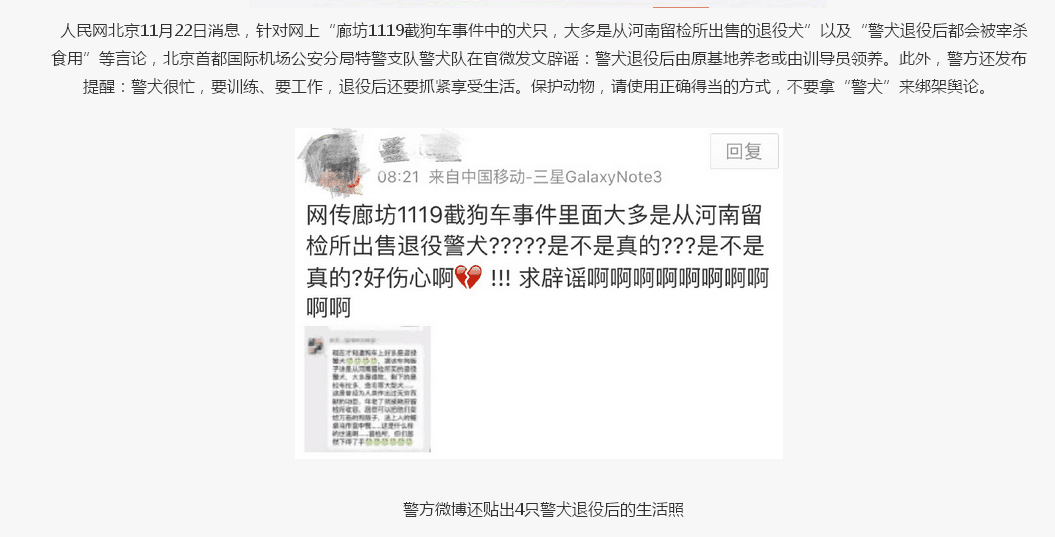 人民网北京11月22日消息，针对网上“廊坊1119截狗车事件中的犬只，大多是从河南留检所出售的退役犬”以及“警犬退役后都会被宰杀
食用”等言论，北京首都国际机场公安分局特警支队警犬队在官微发文辟谣：警犬退役后由原基地养老或由训导员领养。此外，警方还发布
提醒：警犬很忙，要训练、要工作，退役后还要抓紧享受生活。保护动物，请使用正确得当的方式，不要拿“警犬”来绑架舆论。
回复
08:21 来自中国移动-三星GalaxyNote3
网传廊坊1119截狗车事件里面大多是从河南留
检所出售退役警犬?????是不是真的???是不是
真的?好伤心啊💔 !!! 求辟谣啊啊啊啊啊啊啊啊
啊啊
警方微博还贴出4只警犬退役后的生活照